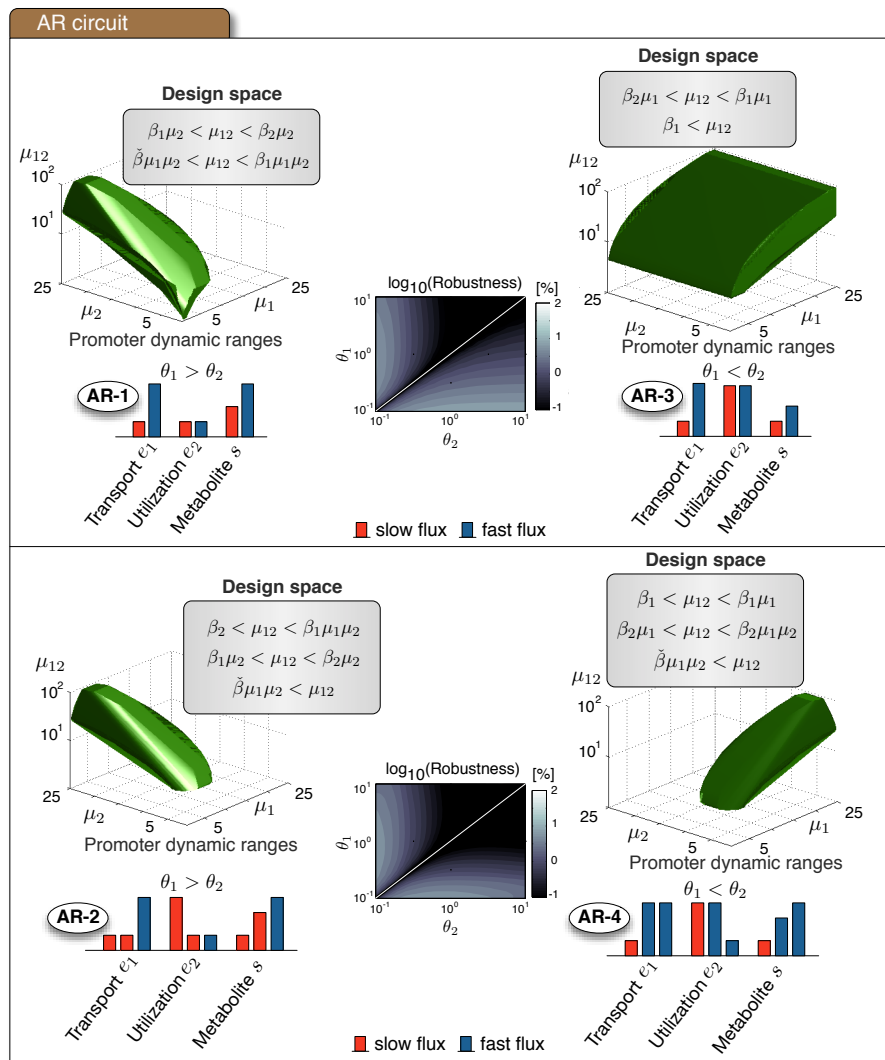 AR circuit
Design space
β₁μ₂ < μ₁₂ < β₂μ₂
β̌μ₁μ₂ < μ₁₂ < β₁μ₁μ₂
μ₁₂
10²
10¹
25
μ₂
5
5
μ₁
25
Promoter dynamic ranges
θ₁ > θ₂
AR-1
Transport e₁
Utilization e₂
Metabolite s
log₁₀(Robustness)
[%]
10¹
θ₁
10⁰
10⁻¹
10⁻¹
10⁰
10¹
θ₂
2
1
0
-1
Design space
β₂μ₁ < μ₁₂ < β₁μ₁
β₁ < μ₁₂
μ₁₂
10²
10¹
25
μ₂
5
5
μ₁
25
Promoter dynamic ranges
θ₁ < θ₂
AR-3
Transport e₁
Utilization e₂
Metabolite s
slow flux fast flux
Design space
β₂ < μ₁₂ < β₁μ₁μ₂
β₁μ₂ < μ₁₂ < β₂μ₂
β̌μ₁μ₂ < μ₁₂
μ₁₂
10²
10¹
25
μ₂
5
5
μ₁
25
Promoter dynamic ranges
θ₁ > θ₂
AR-2
Transport e₁
Utilization e₂
Metabolite s
log₁₀(Robustness)
[%]
10¹
θ₁
10⁰
10⁻¹
10⁻¹
10⁰
10¹
θ₂
2
1
0
-1
Design space
β₁ < μ₁₂ < β₁μ₁
β₂μ₁ < μ₁₂ < β₂μ₁μ₂
β̌μ₁μ₂ < μ₁₂
μ₁₂
10²
10¹
25
μ₂
5
5
μ₁
25
Promoter dynamic ranges
θ₁ < θ₂
AR-4
Transport e₁
Utilization e₂
Metabolite s
slow flux fast flux